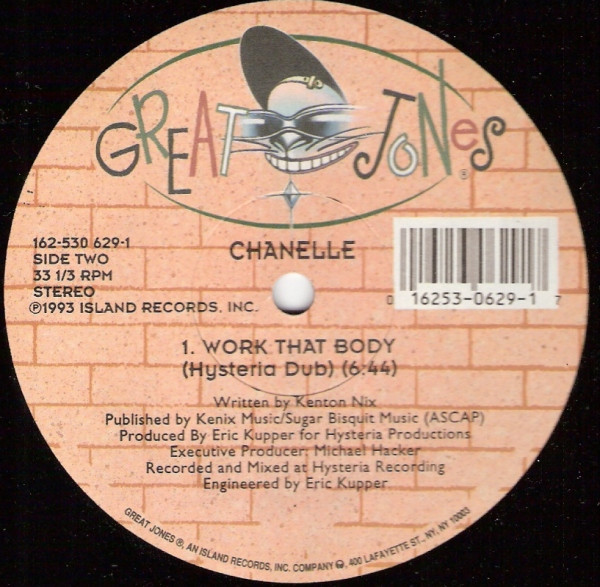 GREAT JONES®
CHANELLE
162-530 629-1
SIDE TWO
33 1/3 RPM
STEREO
℗1993 ISLAND RECORDS, INC.
0 16253-0629-1 7
1. WORK THAT BODY
(Hysteria Dub) (6:44)
Written by Kenton Nix
Published by Kenix Music/Sugar Bisquit Music (ASCAP)
Produced By Eric Kupper for Hysteria Productions
Executive Producer: Michael Hacker
Recorded and Mixed at Hysteria Recording
Engineered by Eric Kupper
GREAT JONES ®, AN ISLAND RECORDS, INC. COMPANY , 400 LAFAYETTE ST., NY, NY 10003